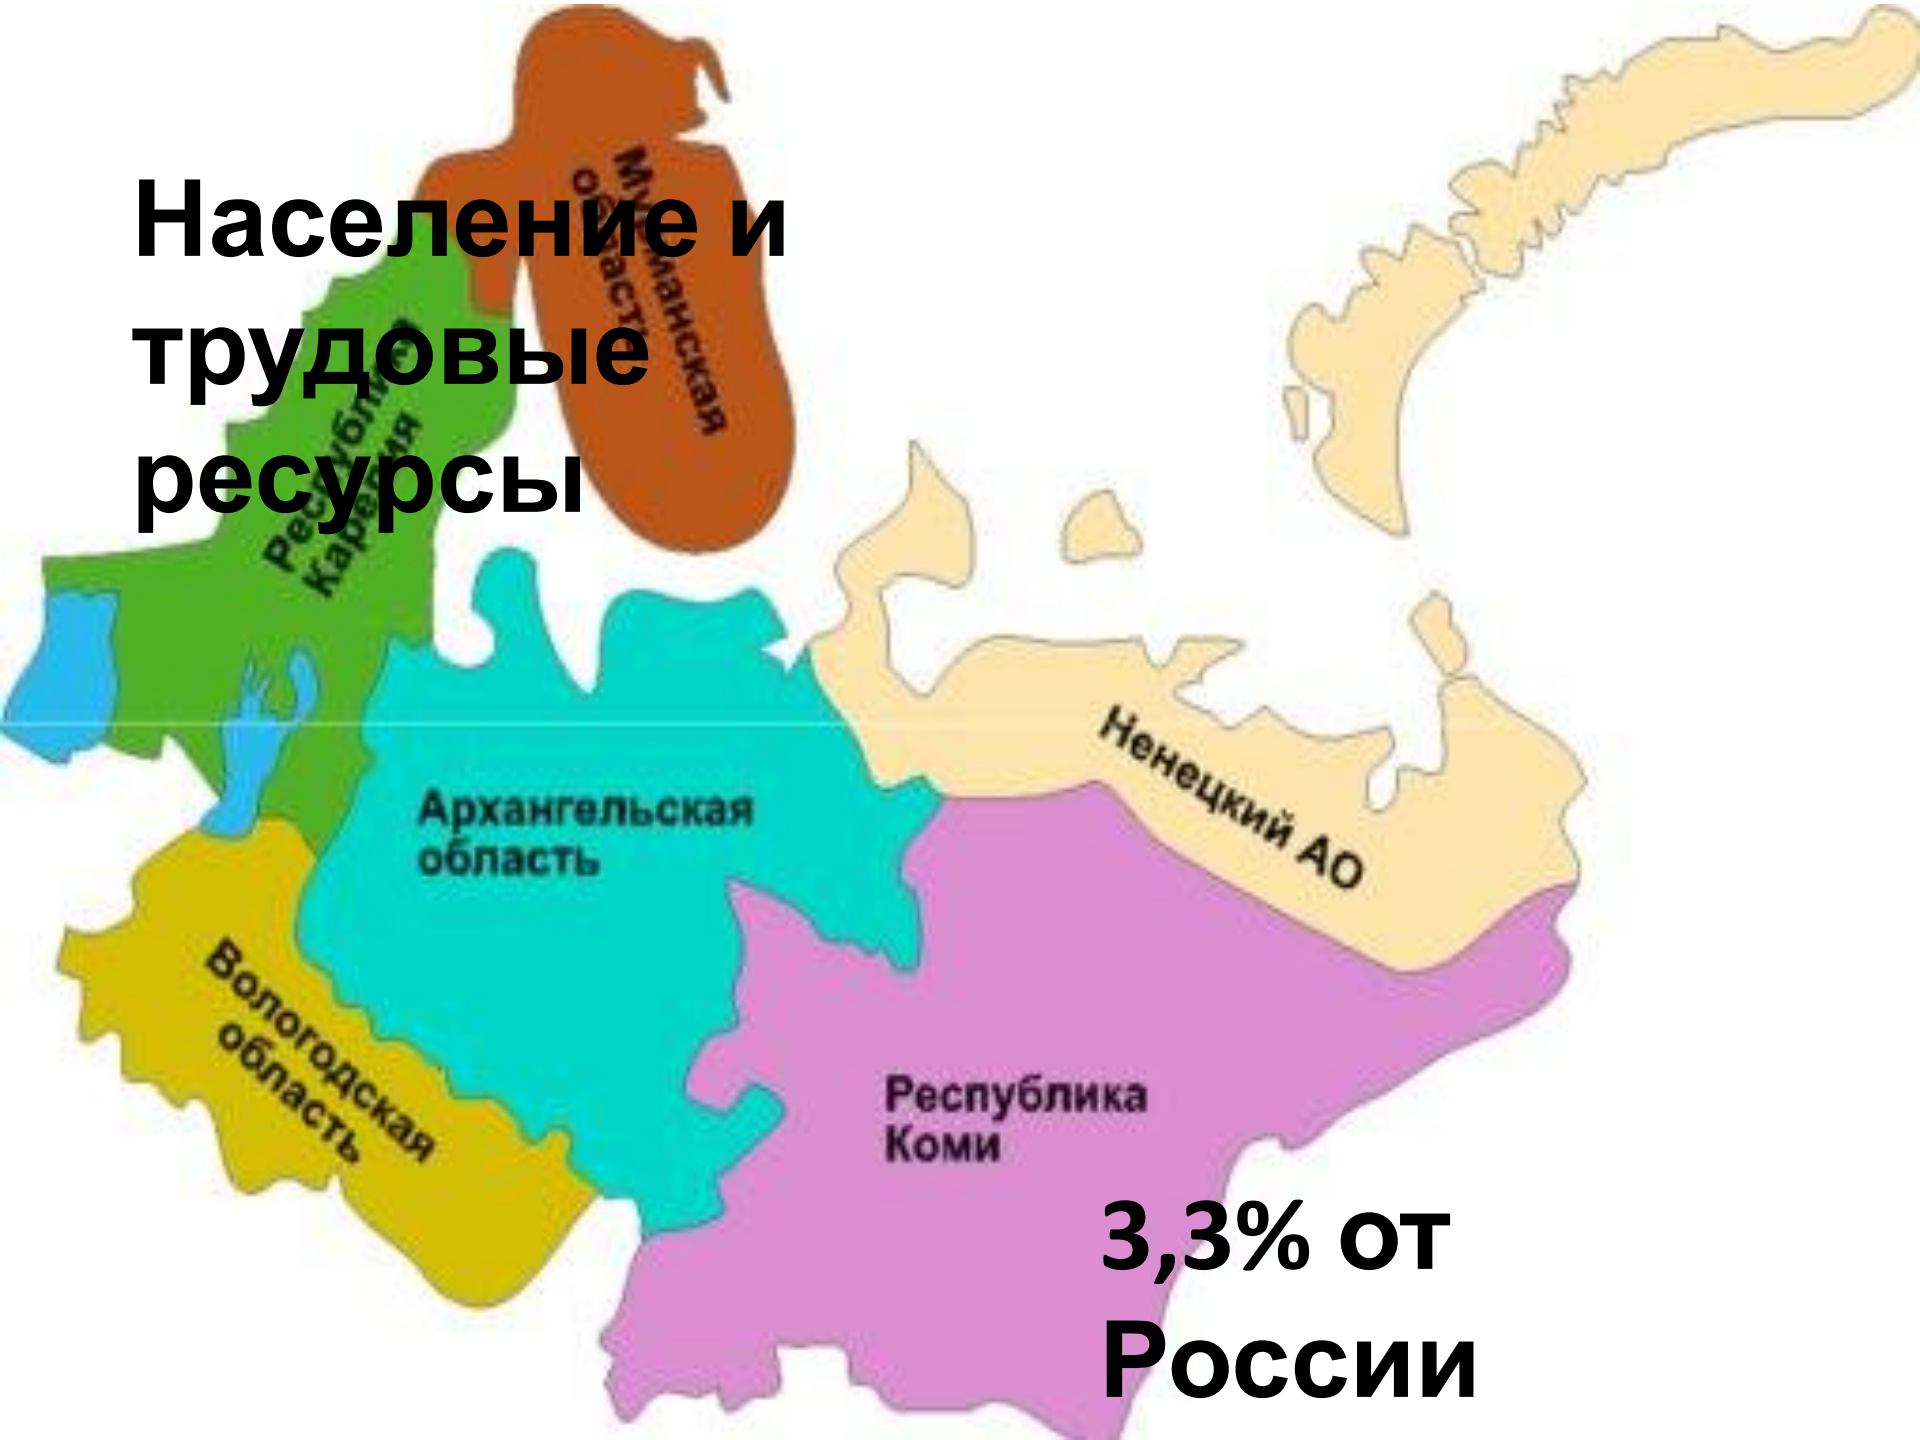 Население и
трудовые
ресурсы
Мурманская
область
Республика
Карелия
Архангельская
область
Ненецкий АО
Вологодская
область
Республика
Коми
3,3% от
России